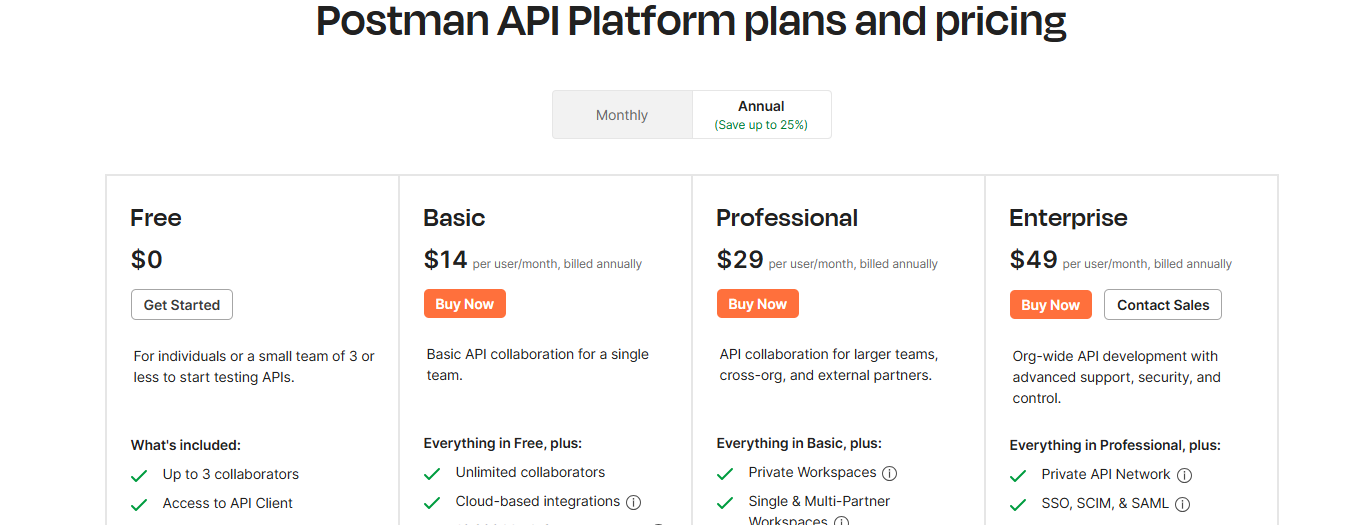 Postman API Platform plans and pricing
Monthly
Annual
(Save up to 25%)
Free
$0
Get Started
For individuals or a small team of 3 or
less to start testing APIs.
What's included:
Up to 3 collaborators
Access to API Client
Basic
$14 per user/month, billed annually
Buy Now
Basic API collaboration for a single
team.
Everything in Free, plus:
Unlimited collaborators
Cloud-based integrations
Professional
$29 per user/month, billed annually
Buy Now
API collaboration for larger teams,
cross-org, and external partners.
Everything in Basic, plus:
Private Workspaces
Single & Multi-Partner
Workspaces
Enterprise
$49 per user/month, billed annually
Buy Now
Contact Sales
Org-wide API development with
advanced support, security, and
control.
Everything in Professional, plus:
Private API Network
SSO, SCIM, & SAML